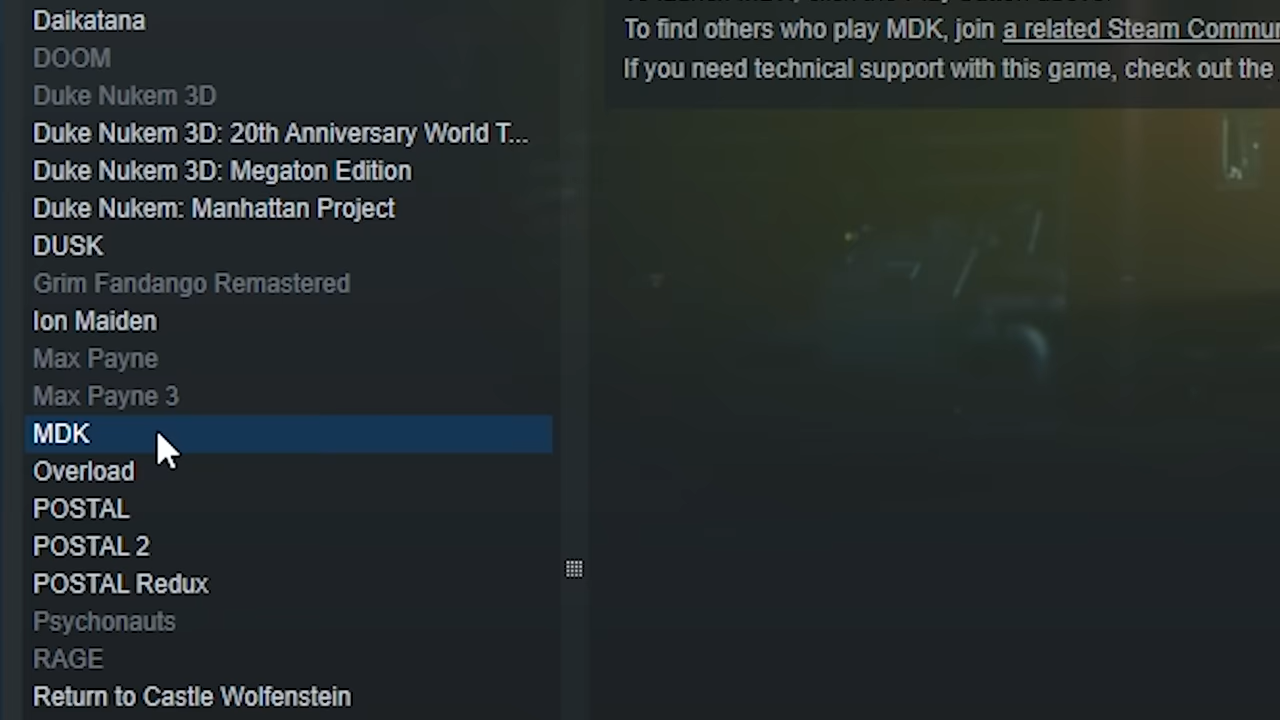 Daikatana
DOOM
Duke Nukem 3D
Duke Nukem 3D: 20th Anniversary World T...
Duke Nukem 3D: Megaton Edition
Duke Nukem: Manhattan Project
DUSK
Grim Fandango Remastered
Ion Maiden
Max Payne
Max Payne 3
MDK
Overload
POSTAL
POSTAL 2
POSTAL Redux
Psychonauts
RAGE
Return to Castle Wolfenstein
To find others who play MDK, join a related Steam Commu
If you need technical support with this game, check out the